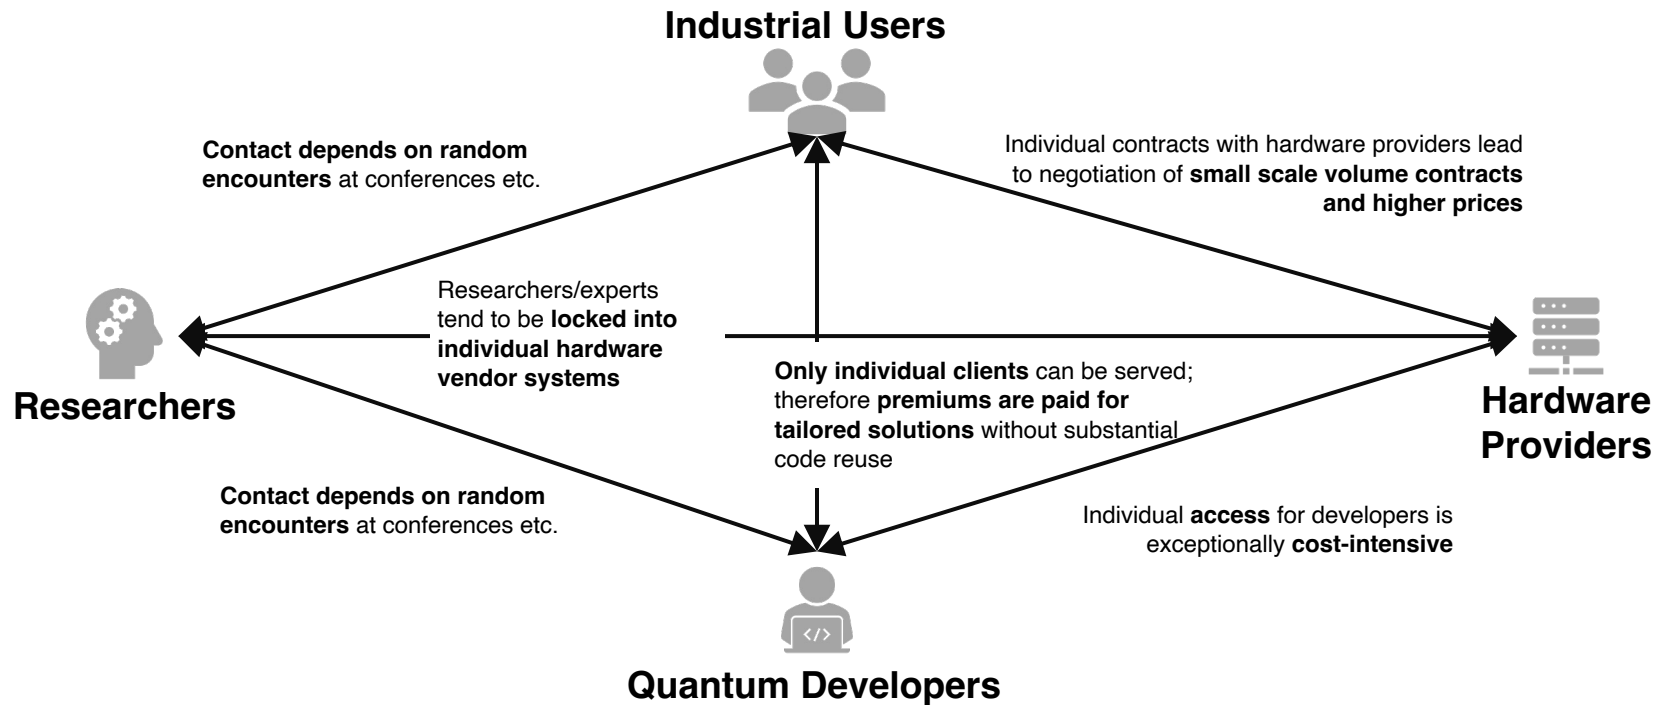 Industrial Users
Contact depends on random
encounters at conferences etc.
Individual contracts with hardware providers lead
to negotiation of small scale volume contracts
and higher prices
Researchers/experts
tend to be locked into
individual hardware
vendor systems
Researchers
Only individual clients can be served;
therefore premiums are paid for
tailored solutions without substantial
code reuse
Hardware
Providers
Contact depends on random
encounters at conferences etc.
Individual access for developers is
exceptionally cost-intensive
</>
Quantum Developers